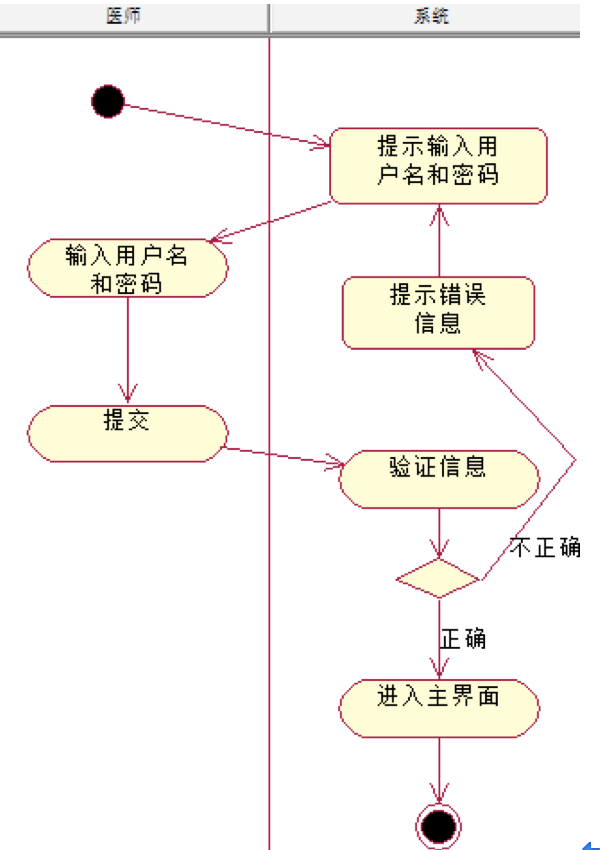 医师
系统
提示输入用
户名和密码
输入用户名
和密码
提示错误
信息
提交
验证信息
不正确
正确
进入主界面